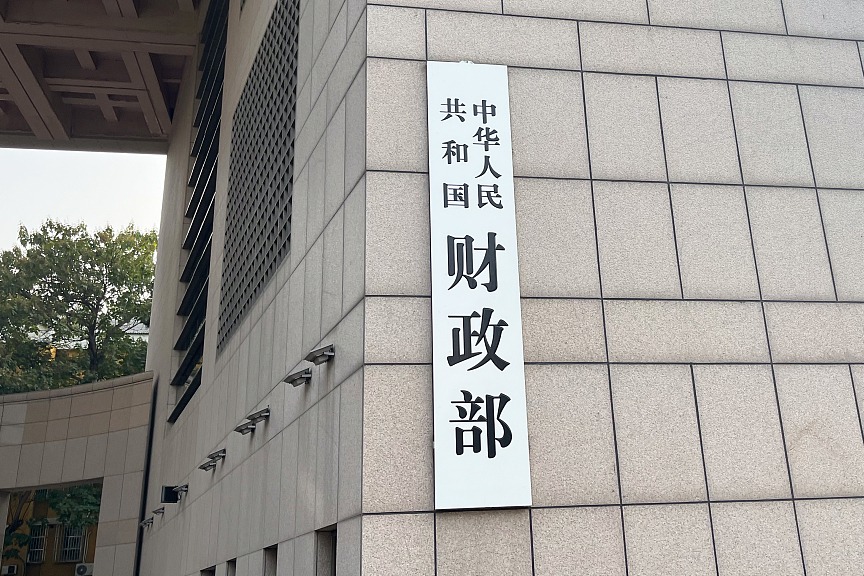 中华人民
共和国
财政部